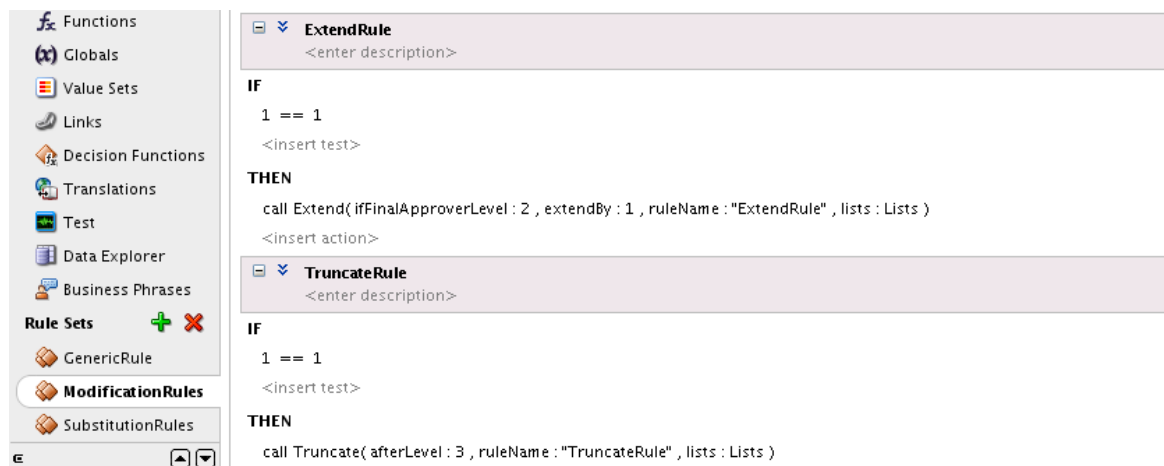 Functions
Globals
Value Sets
Links
Decision Functions
Translations
Test
Data Explorer
Business Phrases
Rule Sets
GenericRule
ModificationRules
SubstitutionRules
ExtendRule
<enter description>
IF
1 == 1
<insert test>
THEN
call Extend( ifFinalApproverLevel : 2 , extendBy : 1 , ruleName : "ExtendRule" , lists : Lists )
<insert action>
TruncateRule
<enter description>
IF
1 == 1
<insert test>
THEN
call Truncate( afterLevel : 3 , ruleName : "TruncateRule" , lists : Lists )